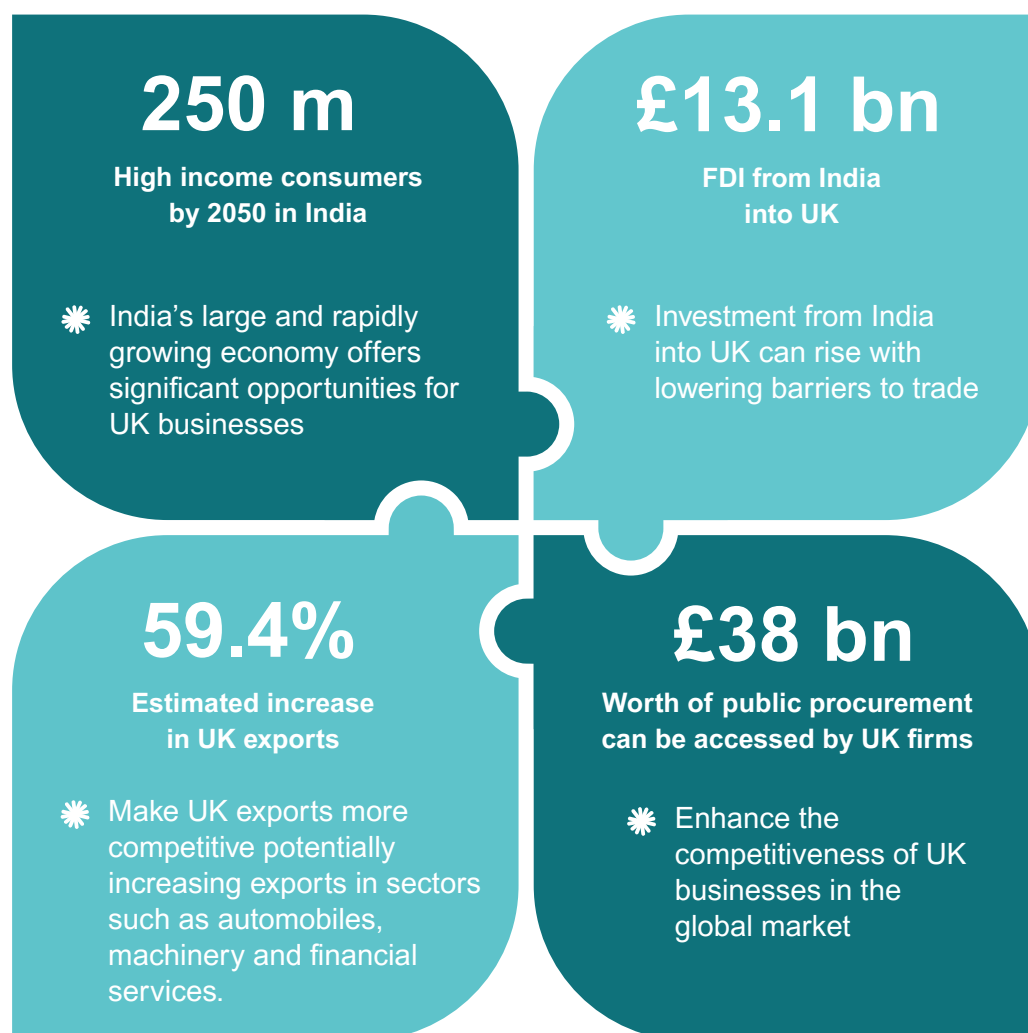 250 m
High income consumers
by 2050 in India
India’s large and rapidly
growing economy offers
significant opportunities for
UK businesses
£13.1 bn
FDI from India
into UK
Investment from India
into UK can rise with
lowering barriers to trade
59.4%
Estimated increase
in UK exports
Make UK exports more
competitive potentially
increasing exports in sectors
such as automobiles,
machinery and financial
services.
£38 bn
Worth of public procurement
can be accessed by UK firms
Enhance the
competitiveness of UK
businesses in the
global market